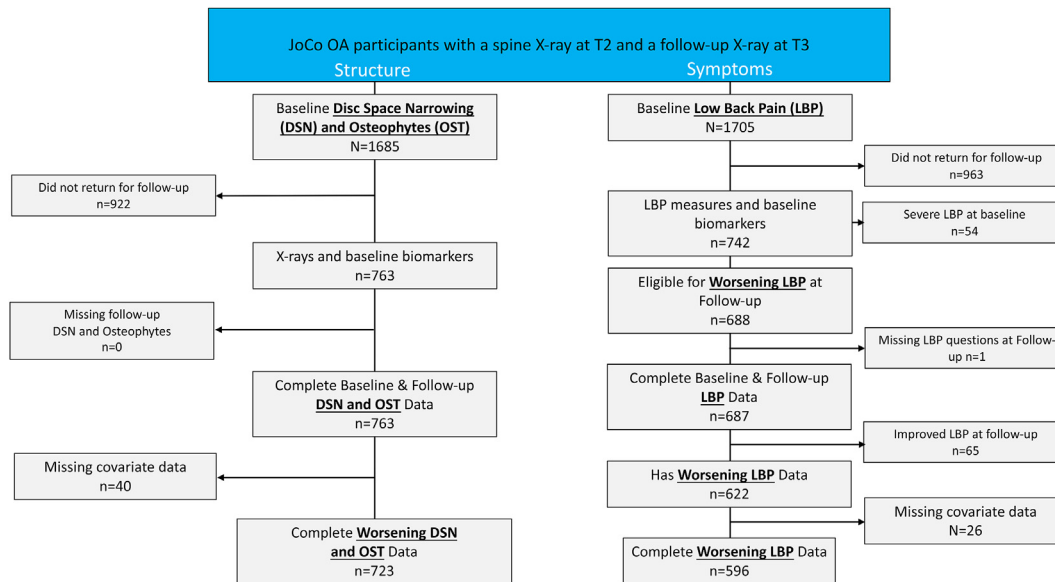 JoCo OA participants with a spine X-ray at T2 and a follow-up X-ray at T3
Structure
Symptoms
Baseline Disc Space Narrowing
(DSN) and Osteophytes (OST)
N=1685
Did not return for follow-up
n=922
X-rays and baseline biomarkers
n=763
Missing follow-up
DSN and Osteophytes
n=0
Complete Baseline & Follow-up
DSN and OST Data
n=763
Missing covariate data
n=40
Complete Worsening DSN
and OST Data
n=723
Baseline Low Back Pain (LBP)
N=1705
Did not return for follow-up
n=963
LBP measures and baseline
biomarkers
n=742
Severe LBP at baseline
n=54
Eligible for Worsening LBP at
Follow-up
n=688
Missing LBP questions at Follow-
up n=1
Complete Baseline & Follow-up
LBP Data
n=687
Improved LBP at follow-up
n=65
Has Worsening LBP Data
n=622
Missing covariate data
N=26
Complete Worsening LBP Data
n=596